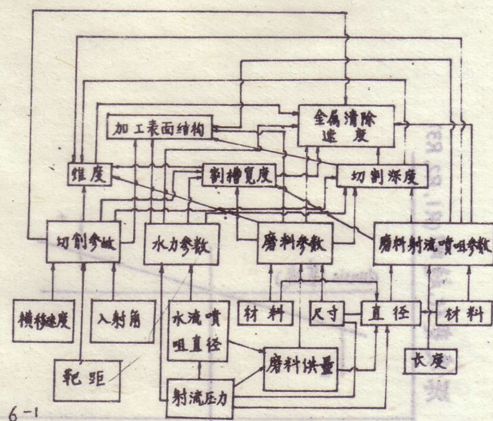 金属清除
速度
加工表面结构
锥度
割槽宽度
切割深度
切割参数
水力参数
磨料参数
磨料射流喷咀参数
横移速度
入射角
水流喷
咀直径
材料
尺寸
直径
材料
靶距
磨料供量
长度
射流压力
6-1